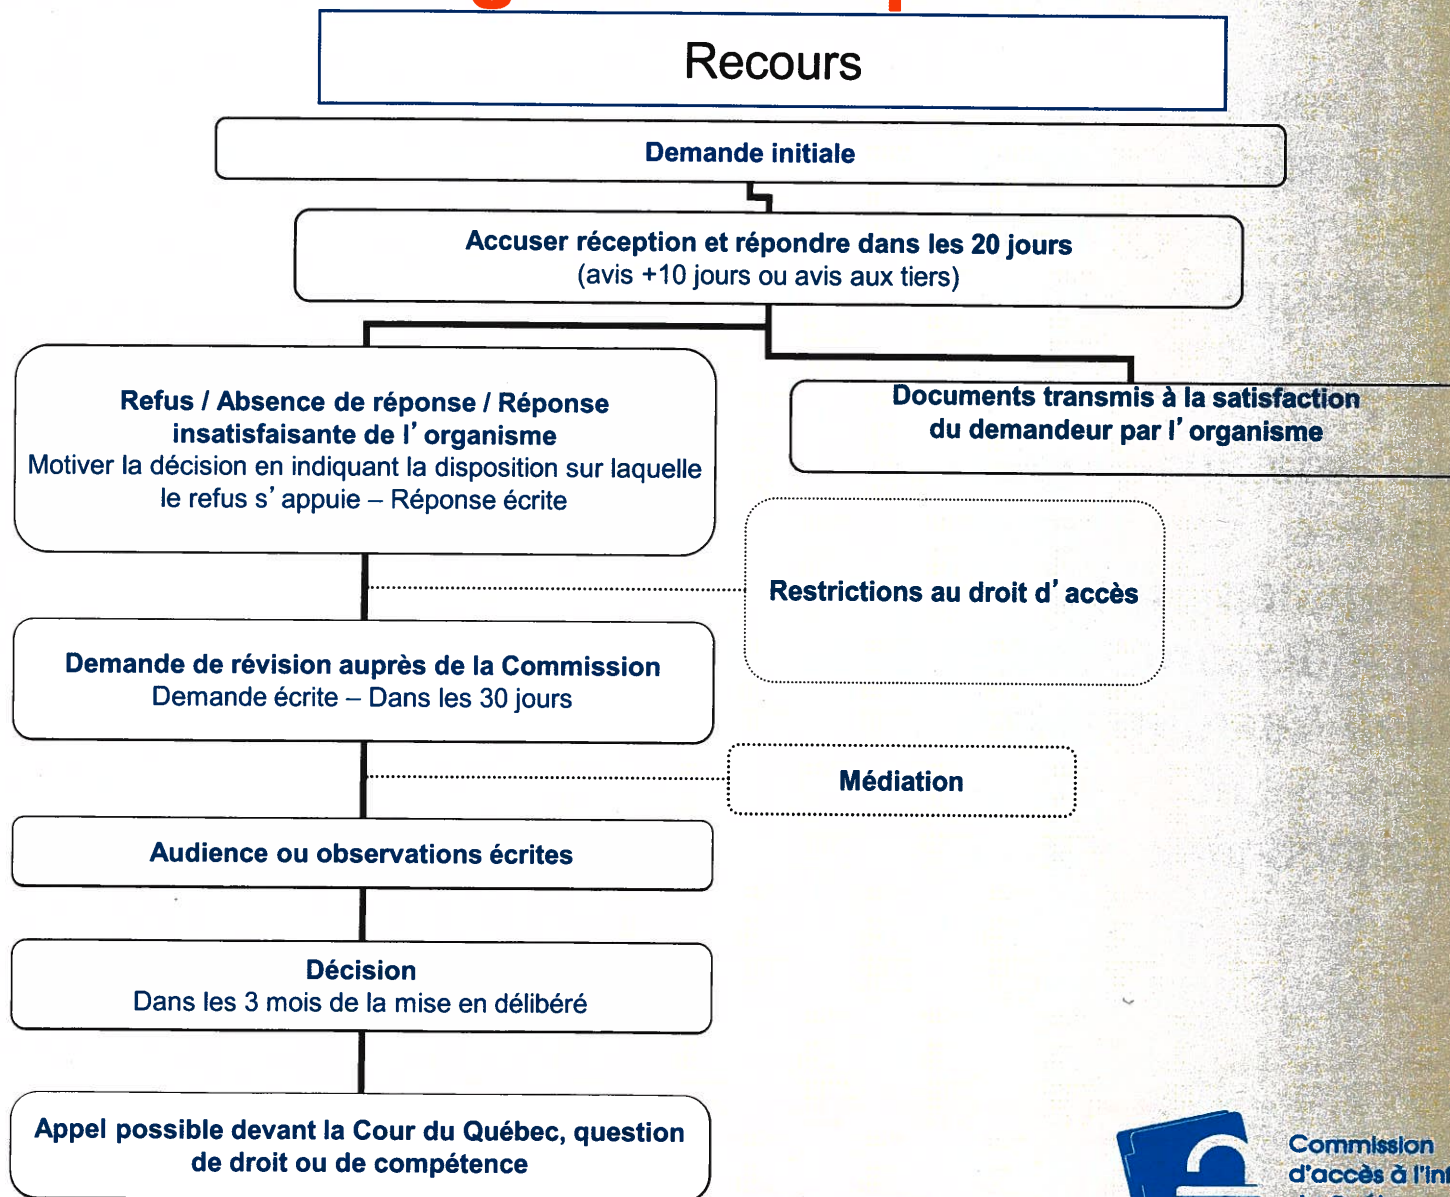 Recours
Demande initiale
Accuser réception et répondre dans les 20 jours
(avis +10 jours ou avis aux tiers)
Refus / Absence de réponse / Réponse
insatisfaisante de l’ organisme
Motiver la décision en indiquant la disposition sur laquelle
le refus s’ appuie – Réponse écrite
Documents transmis à la satisfaction
du demandeur par l’ organisme
Restrictions au droit d’ accès
Demande de révision auprès de la Commission
Demande écrite – Dans les 30 jours
Médiation
Audience ou observations écrites
Décision
Dans les 3 mois de la mise en délibéré
Appel possible devant la Cour du Québec, question
de droit ou de compétence
Commission
d'accès à l'in